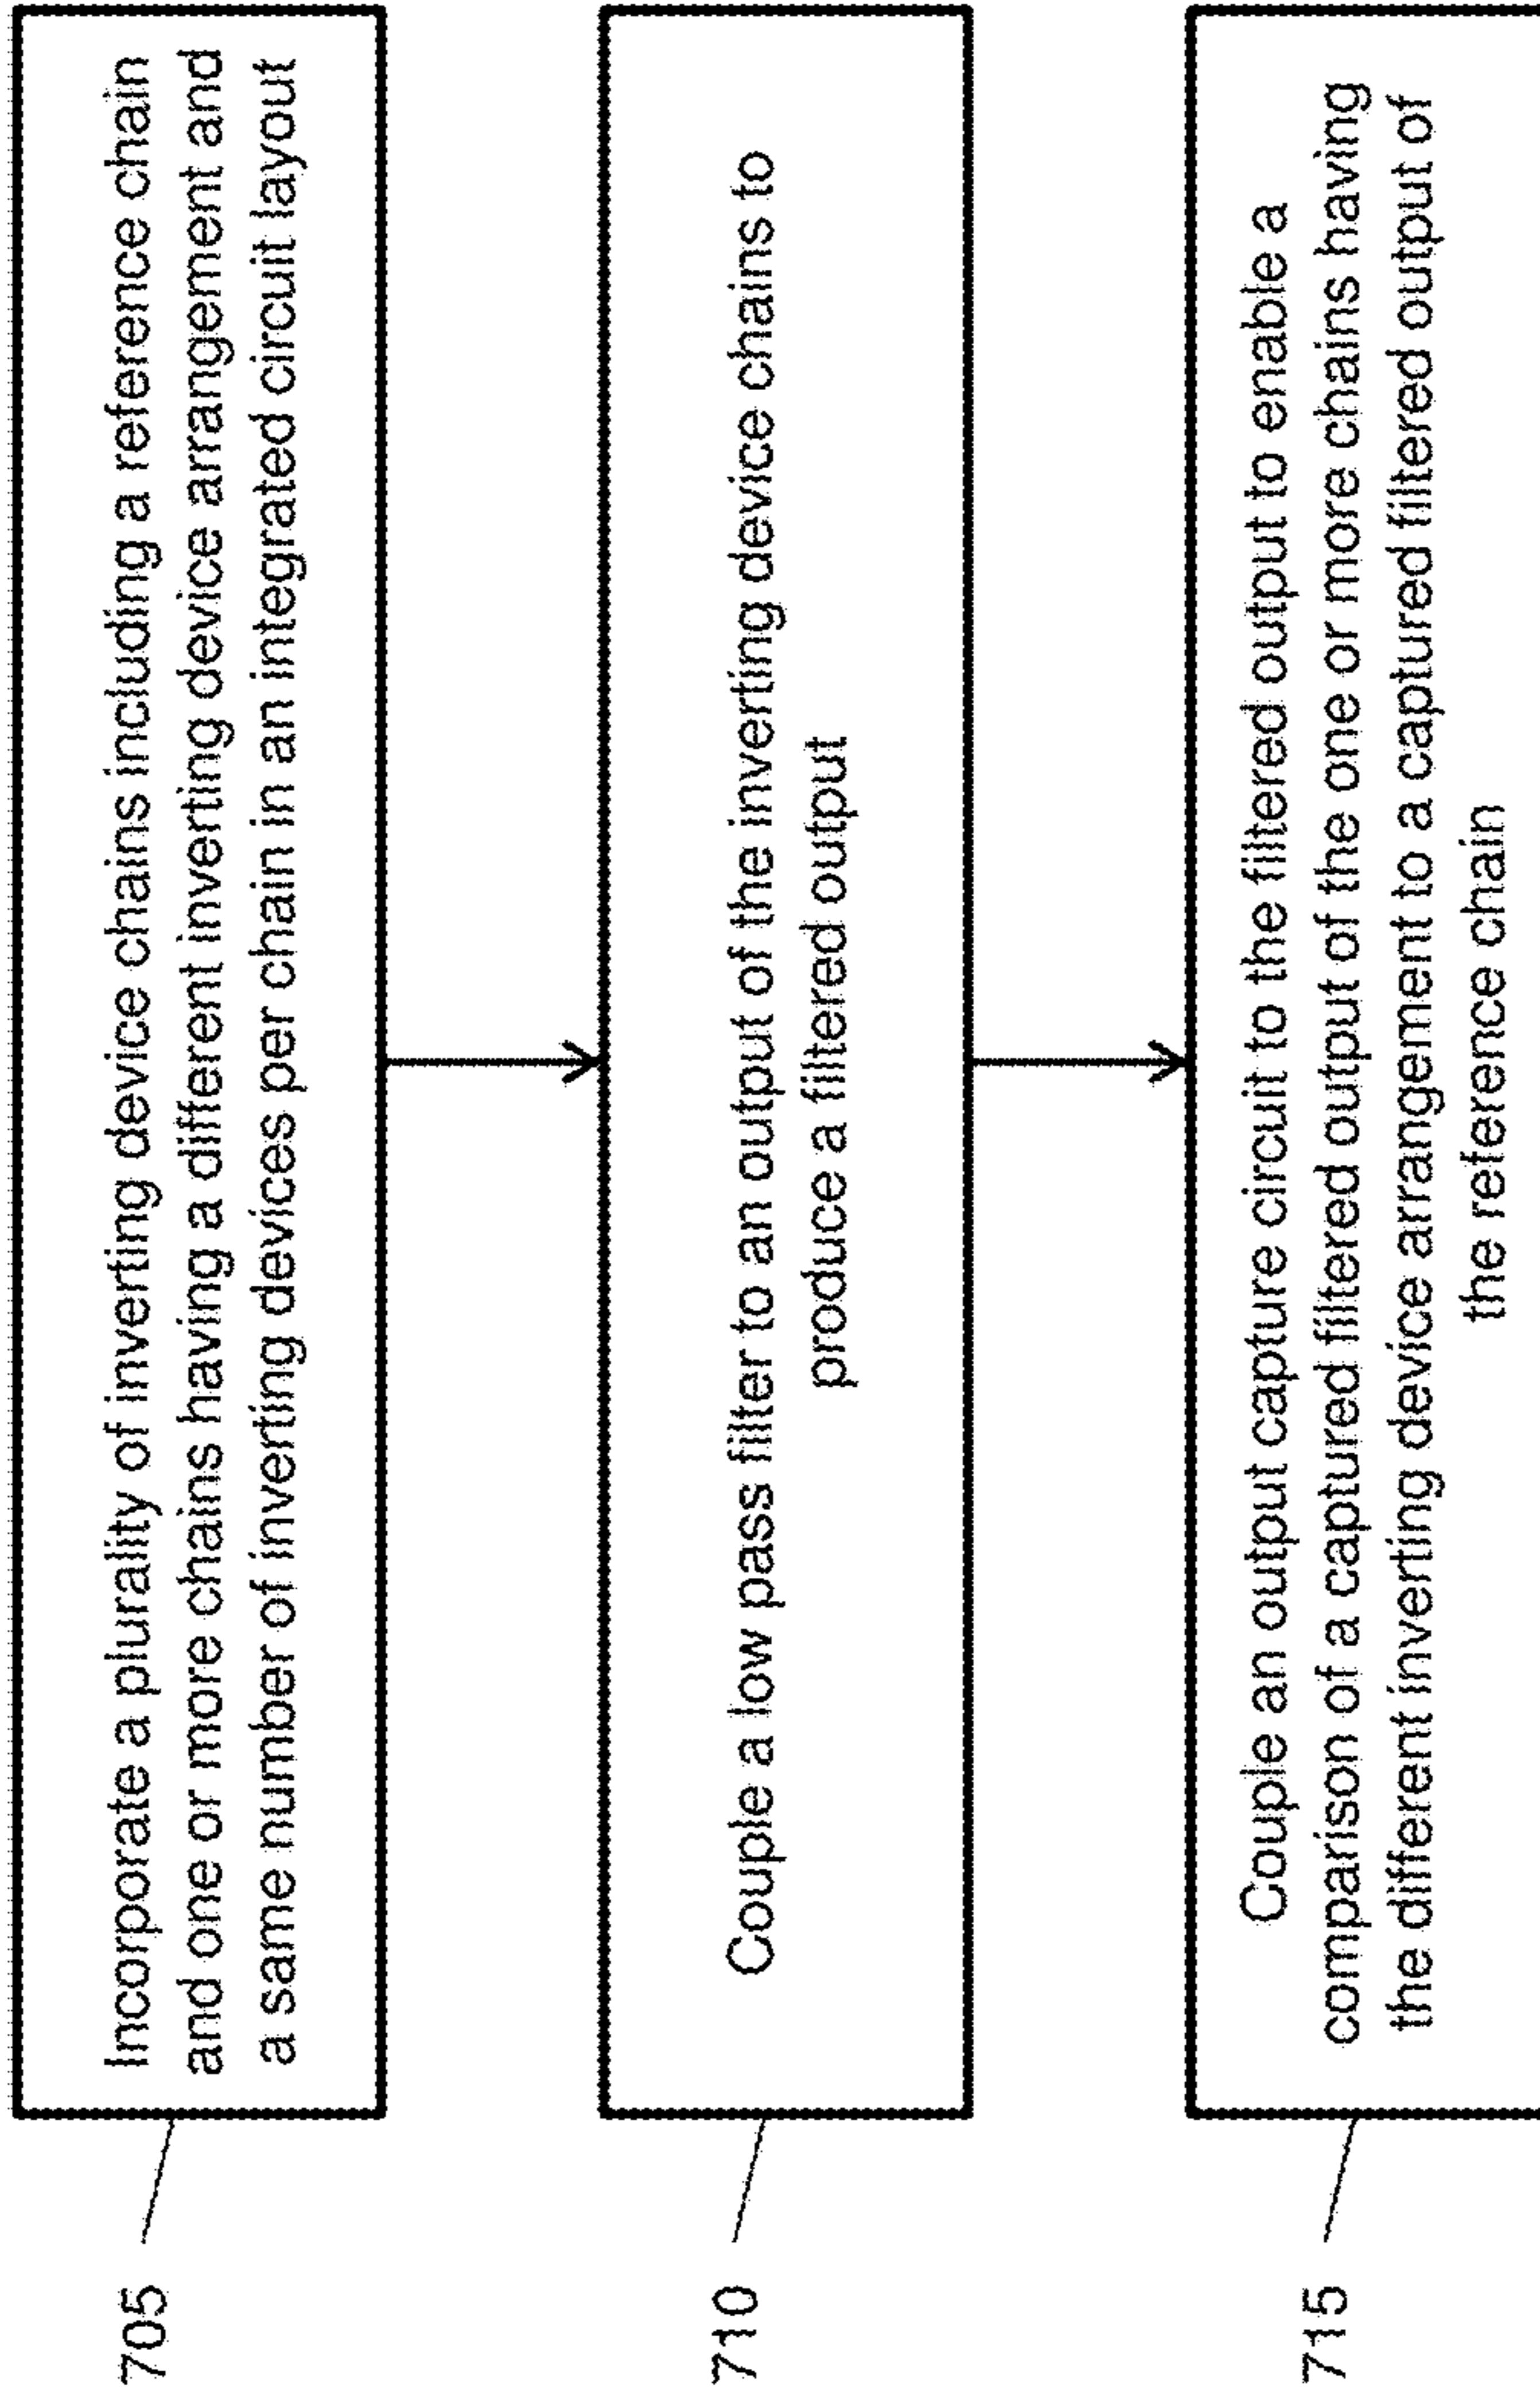 705
Incorporate a plurality of inverting device chains including a reference chain
and one or more chains having a different inverting device arrangement and
a same number of inverting devices per chain in an integrated circuit layout
710
Couple a low pass filter to an output of the inverting device chains to
produce a filtered output
715
Couple an output capture circuit to the filtered output to enable a
comparison of a captured filtered output of the one or more chains having
the different inverting device arrangement to a captured filtered output of
the reference chain